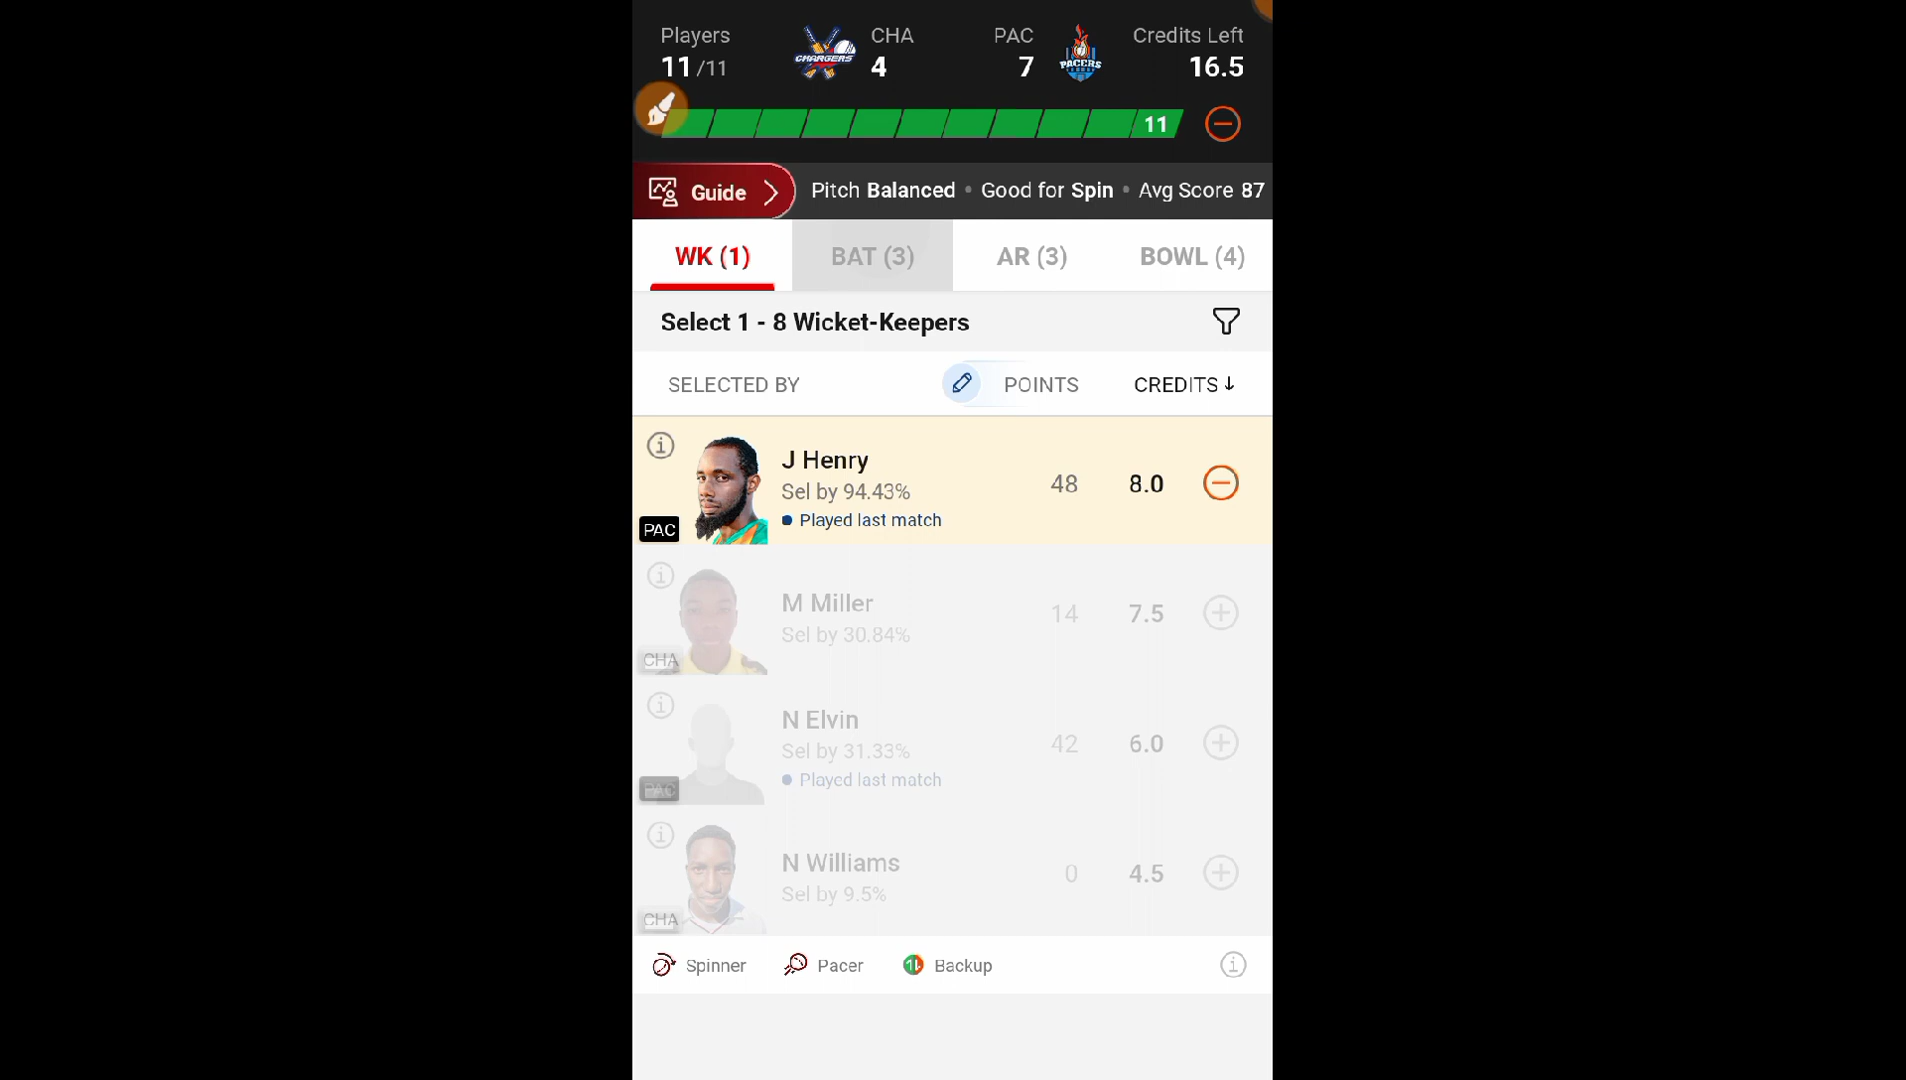 Players CHA PAC Credits Left
11 /11 CHARGERS 4 7 PACERS 16.5
11
Guide Pitch Balanced • Good for Spin • Avg Score 87
WK (1) BAT (3) AR (3) BOWL (4)
Select 1 - 8 Wicket-Keepers
SELECTED BY POINTS CREDITS↓
J Henry
Sel by 94.43% 48 8.0
• Played last match
PAC
M Miller
Sel by 30.84% 14 7.5
CHA
N Elvin
Sel by 31.33% 42 6.0
• Played last match
PAC
N Williams
Sel by 9.5% 0 4.5
CHA
Spinner Pacer Backup